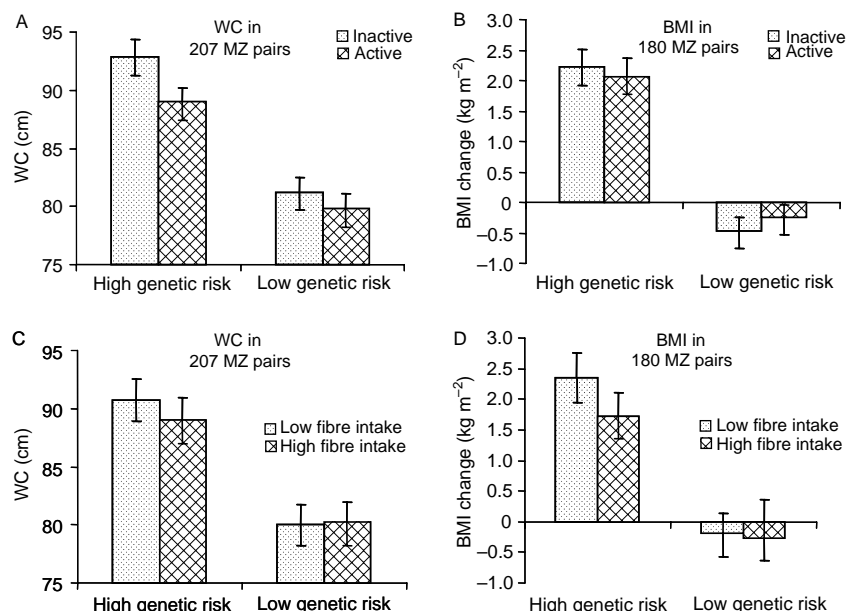 A
WC in
207 MZ pairs
Inactive
Active
WC (cm)
95
90
85
80
75
High genetic risk
Low genetic risk
B
BMI in
180 MZ pairs
Inactive
Active
BMI change (kg m⁻²)
3.0
2.5
2.0
1.5
1.0
0.5
0
–0.5
–1.0
High genetic risk
Low genetic risk
C
WC in
207 MZ pairs
Low fibre intake
High fibre intake
WC (cm)
95
90
85
80
75
High genetic risk
Low genetic risk
D
BMI in
180 MZ pairs
Low fibre intake
High fibre intake
BMI change (kg m⁻²)
3.0
2.5
2.0
1.5
1.0
0.5
0
–0.5
–1.0
High genetic risk
Low genetic risk